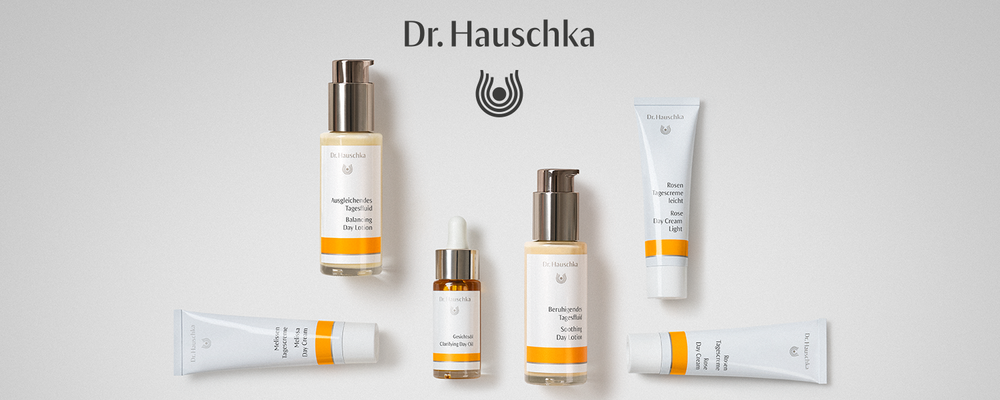 Dr. Hauschka
Dr. Hauschka
Ausgleichendes
Tagesfluid
Balancing
Day Lotion
Dr. Hauschka
Rosen
Tagescreme
leicht
Rose
Day Cream
Light
Dr. Hauschka
Gesichtsöl
Clarifying Day Oil
Dr. Hauschka
Beruhigendes
Tagesfluid
Soothing
Day Lotion
Dr. Hauschka
Melissen
Tagescreme
Melissa
Day Cream
Dr. Hauschka
Rosen
Tagescreme
Rose
Day Cream